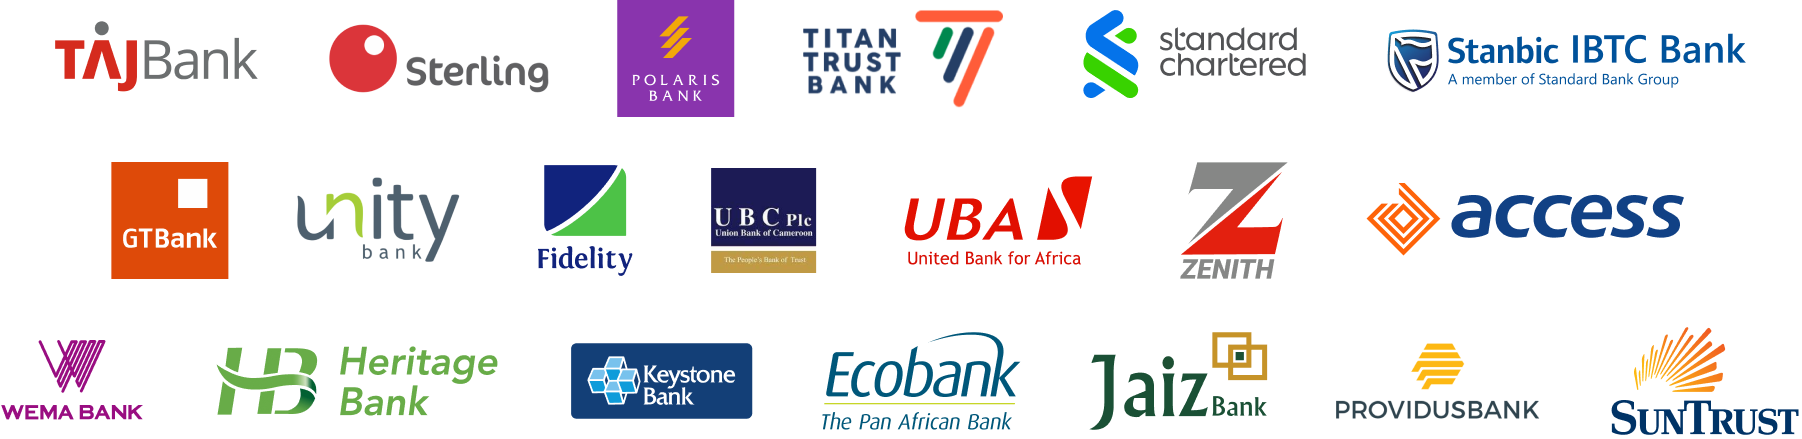 TAJBank
Sterling
POLARIS
BANK
TITAN
TRUST
BANK
standard
chartered
Stanbic IBTC Bank
A member of Standard Bank Group
GTBank
unity
bank
Fidelity
UBC Plc
Union Bank of Cameroon
The People's Bank of Trust
UBA
United Bank for Africa
ZENITH
access
WEMA BANK
HB
Heritage
Bank
Keystone
Bank
Ecobank
The Pan African Bank
Jaiz Bank
PROVIDUSBANK
SUNTRUST